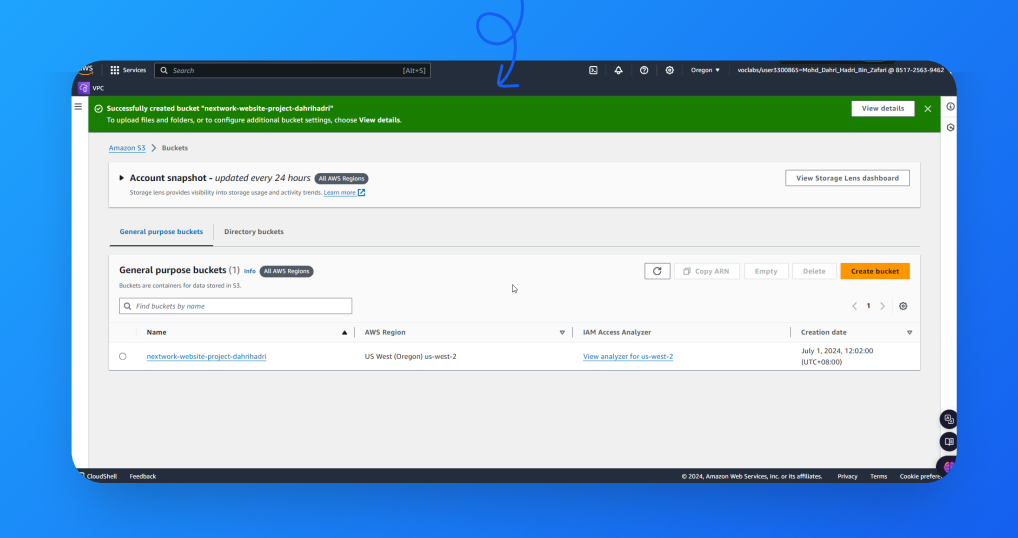 aws
Services
Search
[Alt+S]
Oregon ▼
voclabs/user3300865=Mohd_Dahri_Hadri_Bin_Zafari @ 8517-2563-9462
VPC
Successfully created bucket "nextwork-website-project-dahrihadri"
To upload files and folders, or to configure additional bucket settings, choose View details.
View details
Amazon S3 > Buckets
Account snapshot - updated every 24 hours All AWS Regions
Storage lens provides visibility into storage usage and activity trends. Learn more
View Storage Lens dashboard
General purpose buckets
Directory buckets
General purpose buckets (1) Info All AWS Regions
Buckets are containers for data stored in S3.
Copy ARN
Empty
Delete
Create bucket
Find buckets by name
1
Name
AWS Region
IAM Access Analyzer
Creation date
nextwork-website-project-dahrihadri
US West (Oregon) us-west-2
View analyzer for us-west-2
July 1, 2024, 12:02:00
(UTC+08:00)
CloudShell
Feedback
© 2024, Amazon Web Services, Inc. or its affiliates.
Privacy
Terms
Cookie prefere